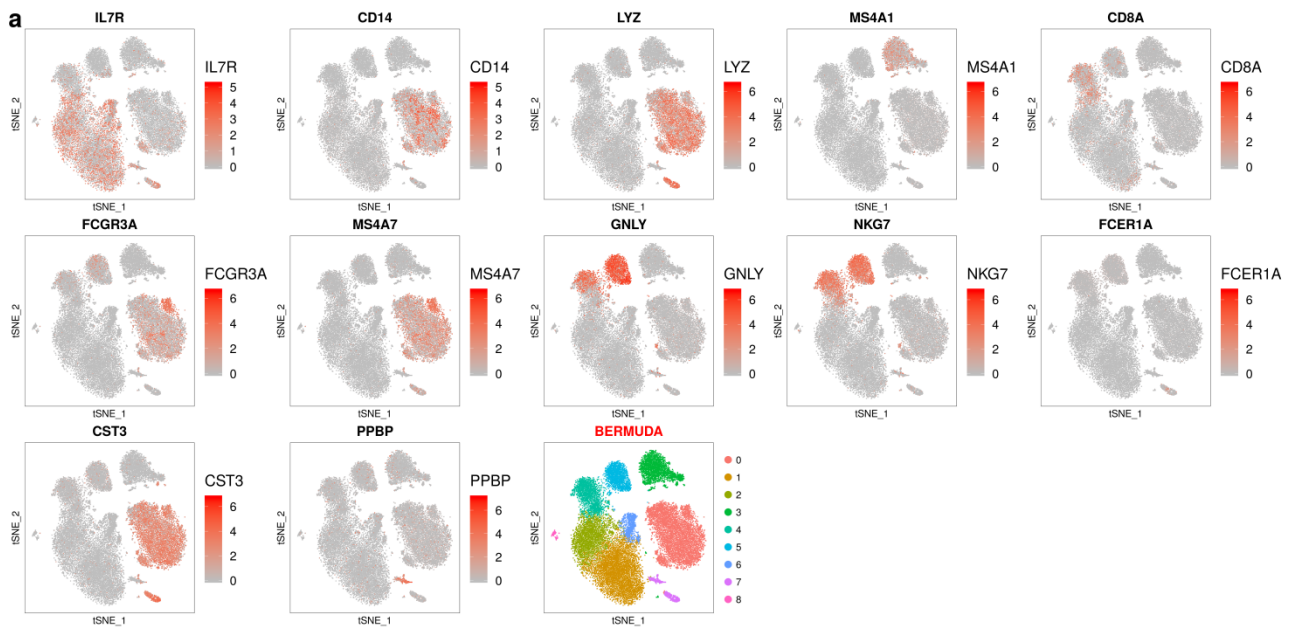 a
IL7R
CD14
LYZ
MS4A1
CD8A
tSNE_2
IL7R
5
4
3
2
1
0
tSNE_1
CD14
5
4
3
2
1
0
tSNE_1
tSNE_2
LYZ
6
4
2
0
tSNE_1
tSNE_2
MS4A1
6
4
2
0
tSNE_1
tSNE_2
CD8A
6
4
2
0
tSNE_1
tSNE_2
FCGR3A
MS4A7
GNLY
NKG7
FCER1A
tSNE_2
FCGR3A
6
4
2
0
tSNE_1
tSNE_2
MS4A7
6
4
2
0
tSNE_1
tSNE_2
GNLY
6
4
2
0
tSNE_1
tSNE_2
NKG7
6
4
2
0
tSNE_1
tSNE_2
FCER1A
6
4
2
0
tSNE_1
CST3
PPBP
BERMUDA
tSNE_2
CST3
6
4
2
0
tSNE_1
tSNE_2
PPBP
6
4
2
0
tSNE_1
tSNE_2
0
1
2
3
4
5
6
7
8
tSNE_1